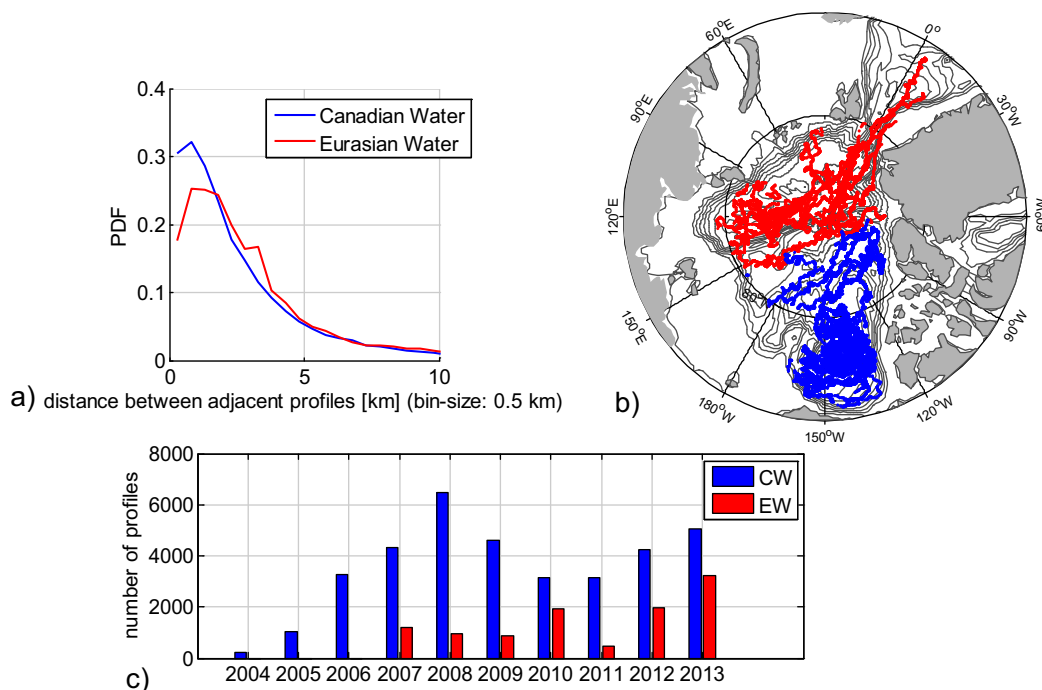 0.4
0.3
0.2
0.1
0
PDF
Canadian Water
Eurasian Water
0
5
10
a) distance between adjacent profiles [km] (bin-size: 0.5 km)
60°E
0°
30°W
90°E
120°E
60°W
80°
150°E
90°W
180°W
120°W
150°W
b)
8000
6000
4000
2000
0
number of profiles
CW
EW
2004 2005 2006 2007 2008 2009 2010 2011 2012 2013
c)